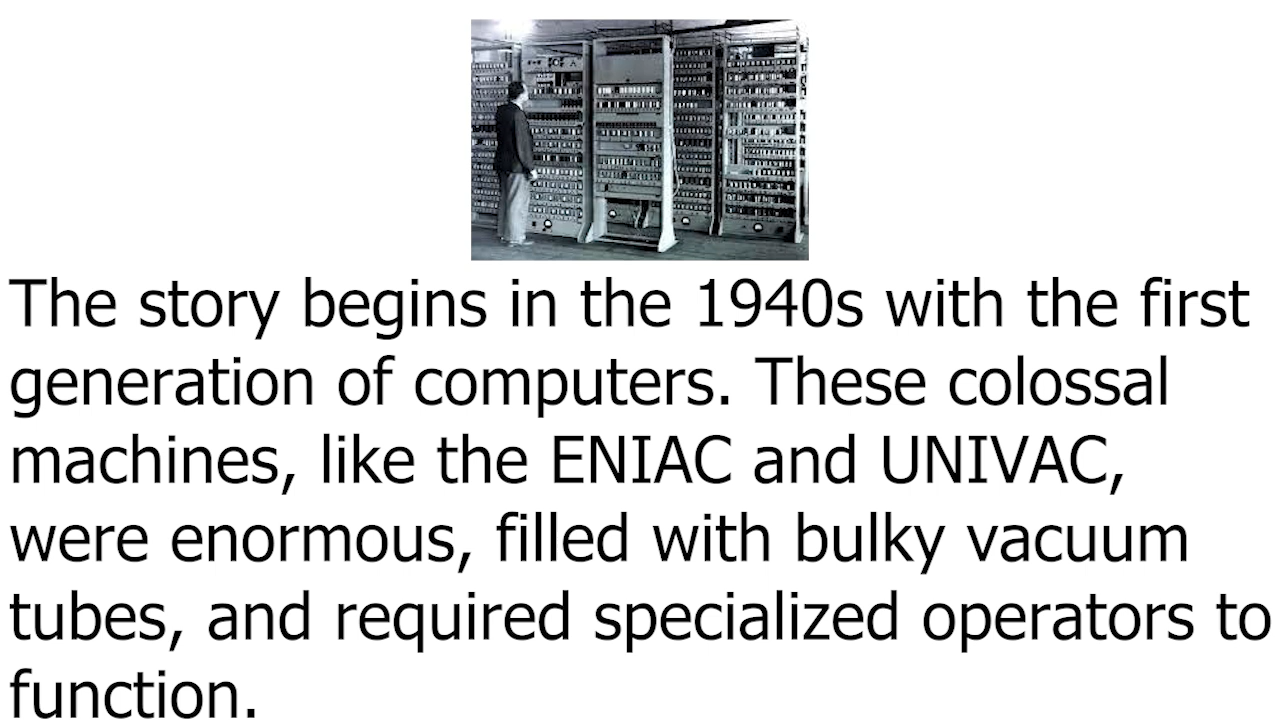 The story begins in the 1940s with the first
generation of computers. These colossal
machines, like the ENIAC and UNIVAC,
were enormous, filled with bulky vacuum
tubes, and required specialized operators to
function.